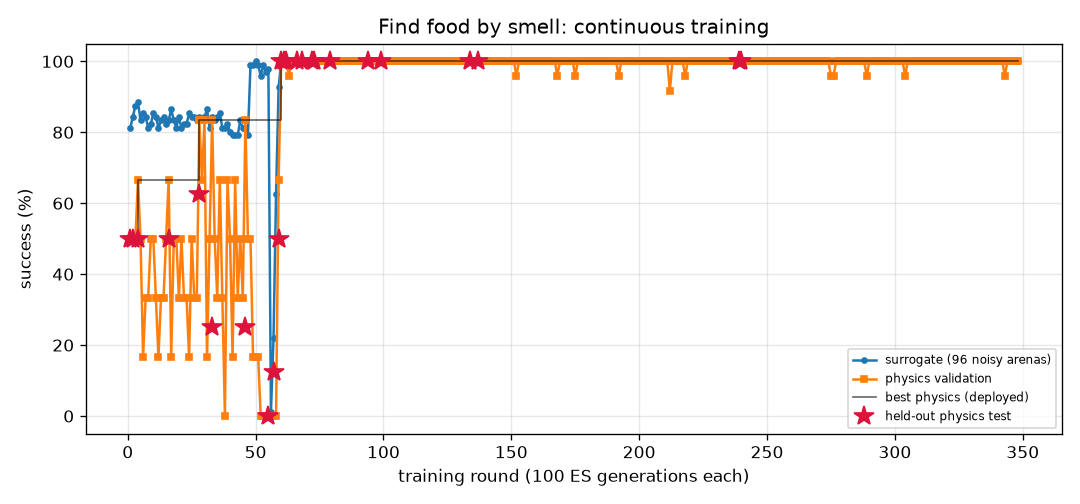 Find food by smell: continuous training
success (%)
100
80
60
40
20
0
0 50 100 150 200 250 300 350
training round (100 ES generations each)
surrogate (96 noisy arenas)
physics validation
best physics (deployed)
held-out physics test